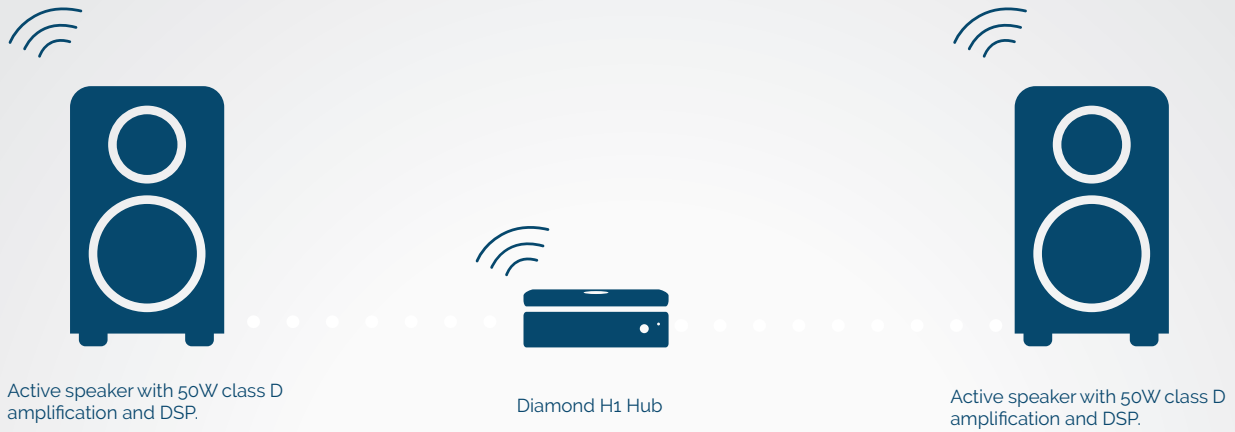 Active speaker with 50W class D
amplification and DSP.
Diamond H1 Hub
Active speaker with 50W class D
amplification and DSP.